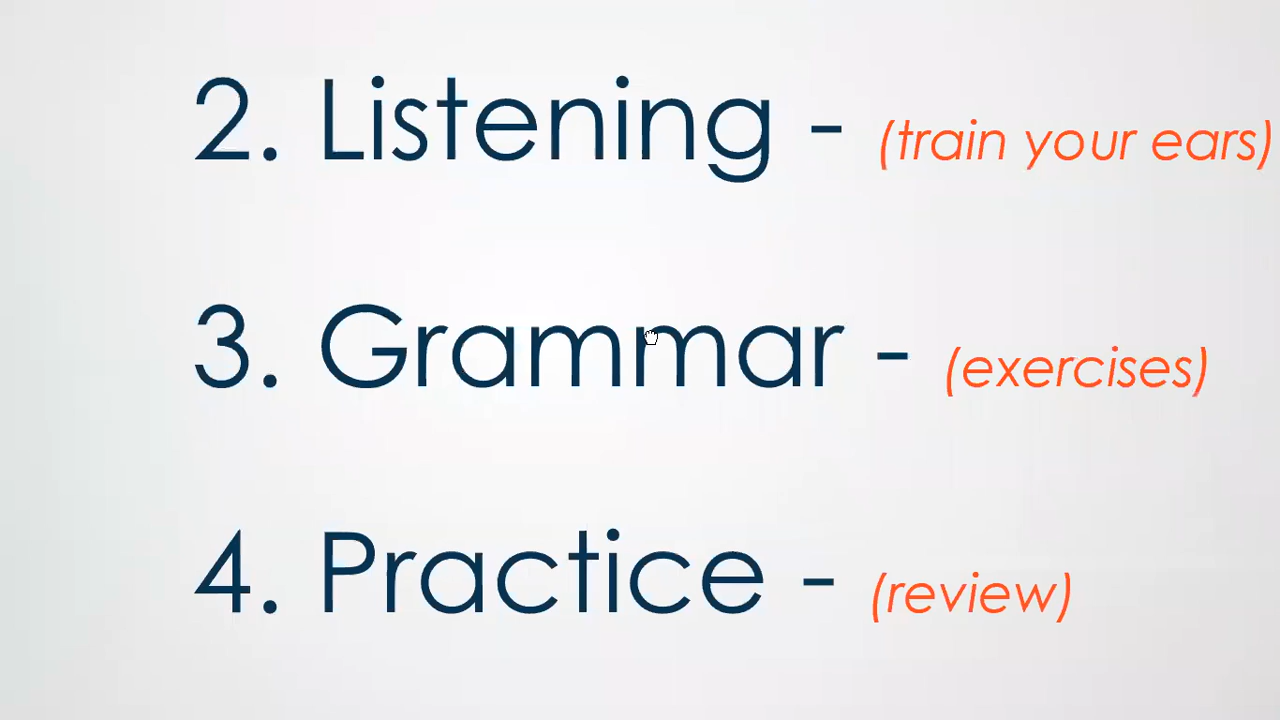 2. Listening - (train your ears)
3. Grammar - (exercises)
4. Practice - (review)